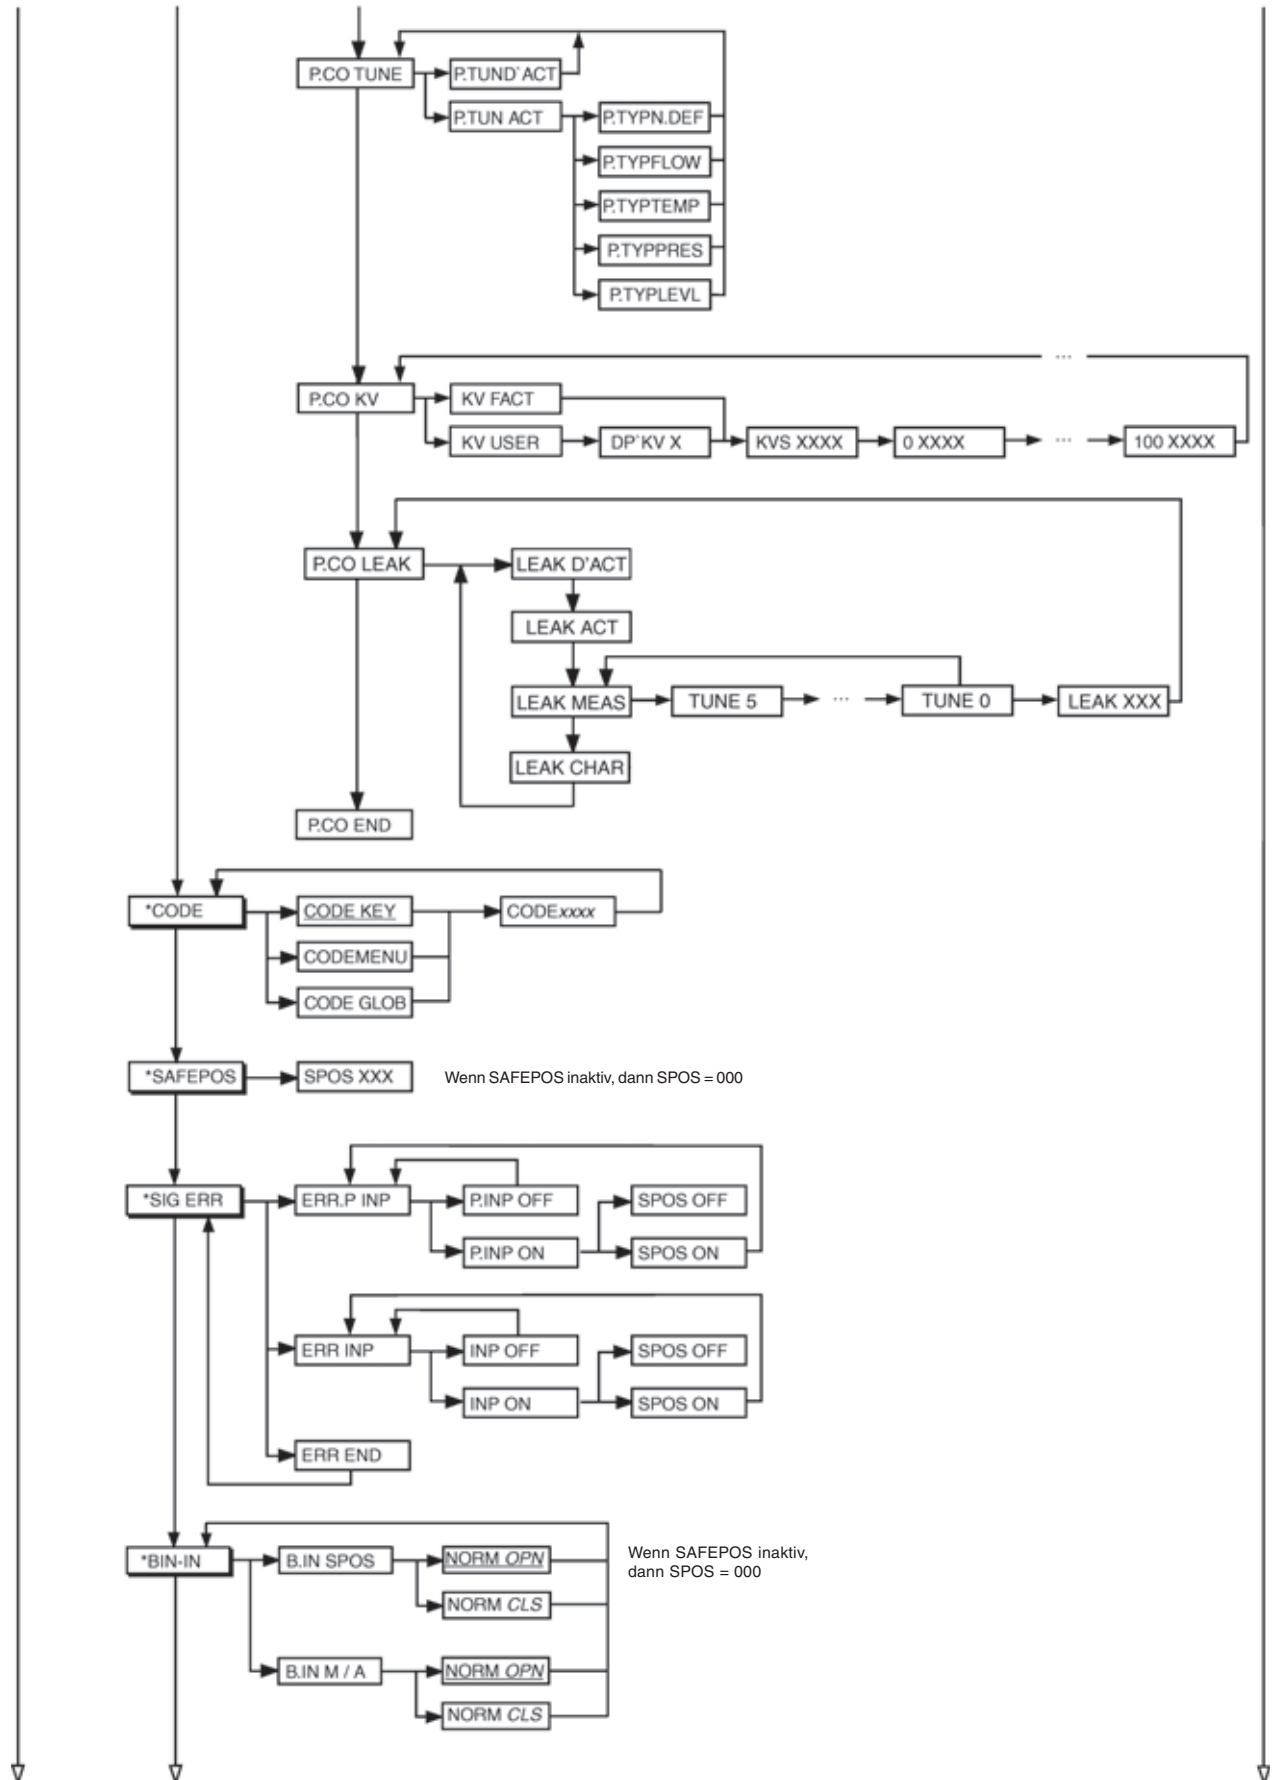 P.CO TUNE
P.TUND`ACT
P.TUN ACT
P.TYPN.DEF
P.TYPFLOW
P.TYPTEMP
P.TYPPRES
P.TYPLEVL
...
P.CO KV
KV FACT
KV USER
DP`KV X
KVS XXXX
0 XXXX
...
100 XXXX
P.CO LEAK
LEAK D'ACT
LEAK ACT
LEAK MEAS
TUNE 5
...
TUNE 0
LEAK XXX
LEAK CHAR
P.CO END
*CODE
CODE KEY
CODExxxx
CODEMENU
CODE GLOB
*SAFEPOS
SPOS XXX
Wenn SAFEPOS inaktiv, dann SPOS = 000
*SIG ERR
ERR.P INP
P.INP OFF
SPOS OFF
P.INP ON
SPOS ON
ERR INP
INP OFF
SPOS OFF
INP ON
SPOS ON
ERR END
*BIN-IN
B.IN SPOS
NORM OPN
Wenn SAFEPOS inaktiv,
dann SPOS = 000
NORM CLS
B.IN M / A
NORM OPN
NORM CLS